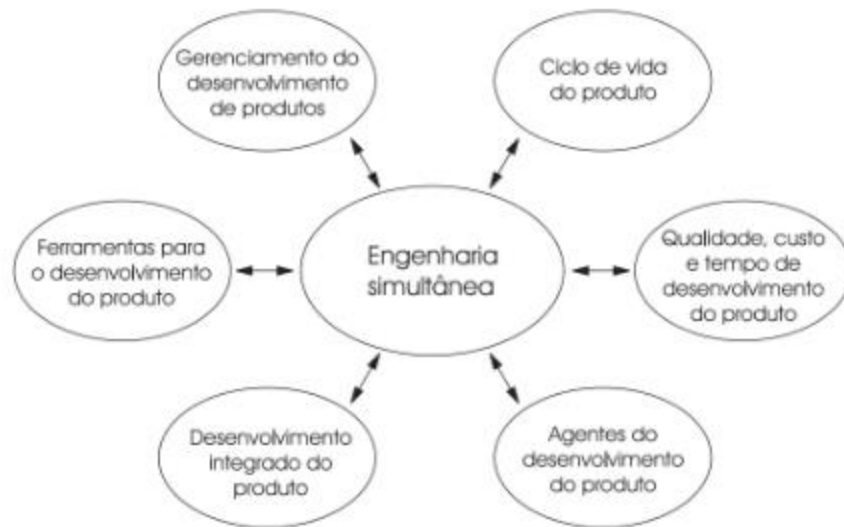 Gerenciamento do
desenvolvimento
de produtos
Ciclo de vida
do produto
Ferramentas para
o desenvolvimento
do produto
Engenharia
simultânea
Qualidade, custo
e tempo de
desenvolvimento
do produto
Desenvolvimento
integrado do
produto
Agentes do
desenvolvimento
do produto